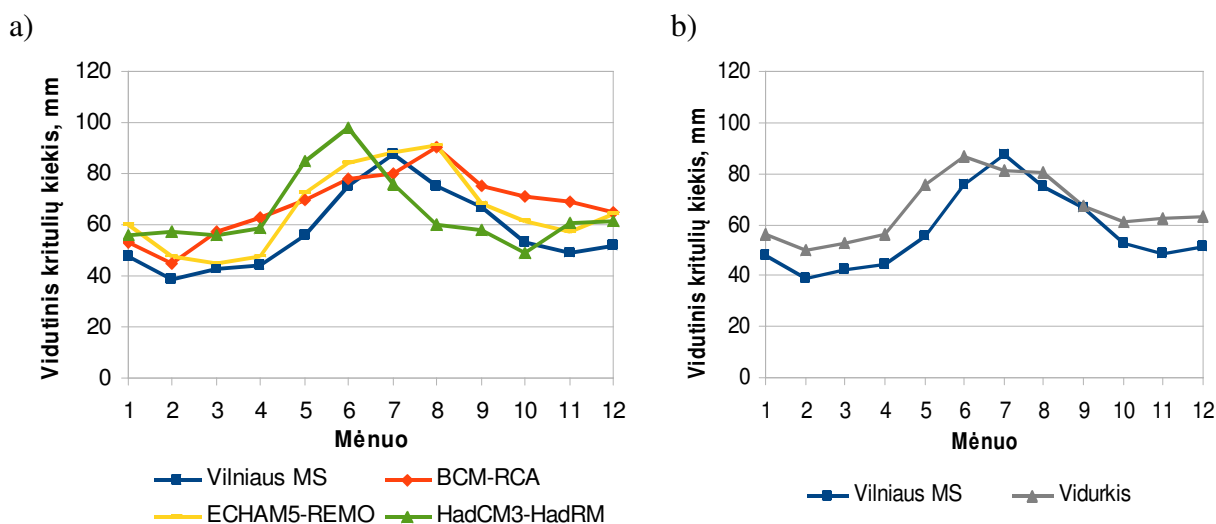 a)
120
100
80
60
40
20
0
Vidutinis kritulių kiekis, mm
1 2 3 4 5 6 7 8 9 10 11 12
Mėnuo
Vilniaus MS BCM-RCA
ECHAM5-REMO HadCM3-HadRM
b)
120
100
80
60
40
20
0
Vidutinis kritulių kiekis, mm
1 2 3 4 5 6 7 8 9 10 11 12
Mėnuo
Vilniaus MS Vidurkis